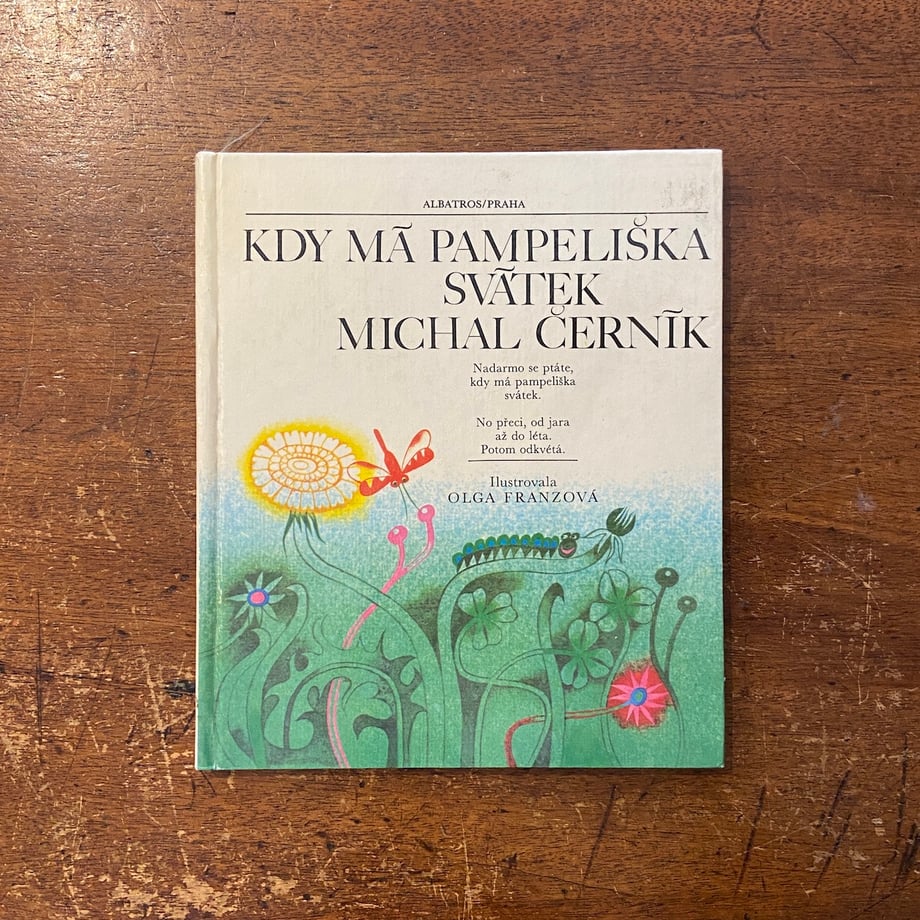 ALBATROS/PRAHA
KDY MÁ PAMPELIŠKA
SVÁTEK
MICHAL ČERNÍK
Nadarmo se ptáte,
kdy má pampeliška
svátek.
No přeci, od jara
až do léta.
Potom odkvétá.
Ilustrovala
OLGA FRANZOVÁ